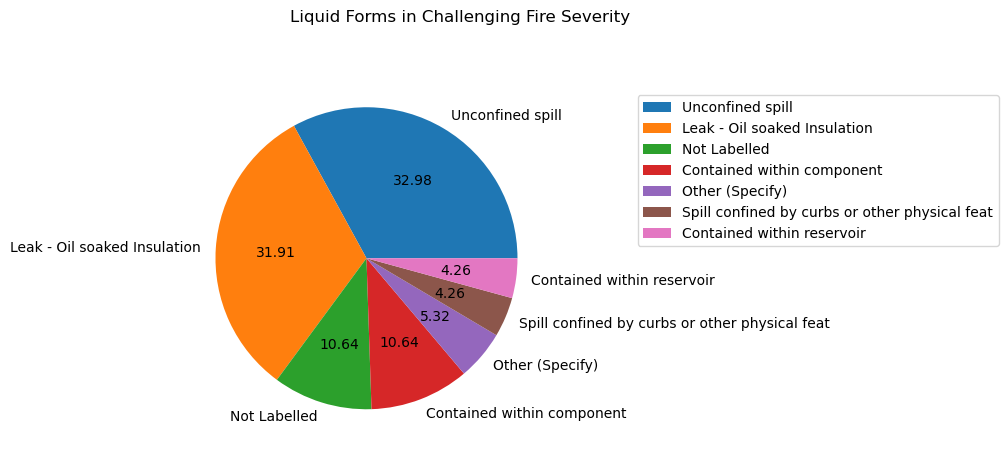 Liquid Forms in Challenging Fire Severity
Unconfined spill
32.98
Leak - Oil soaked Insulation
31.91
Not Labelled
10.64
Contained within component
10.64
Other (Specify)
5.32
Spill confined by curbs or other physical feat
4.26
Contained within reservoir
4.26
Unconfined spill
Leak - Oil soaked Insulation
Not Labelled
Contained within component
Other (Specify)
Spill confined by curbs or other physical feat
Contained within reservoir